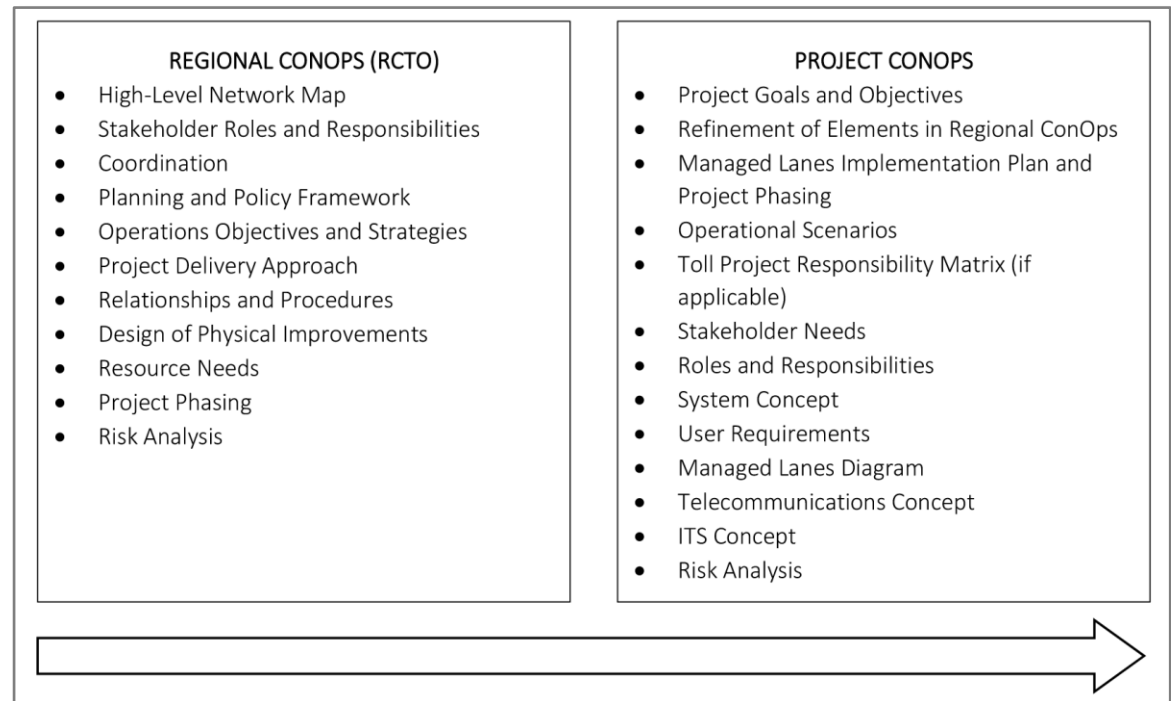 REGIONAL CONOPS (RCTO)
• High-Level Network Map
• Stakeholder Roles and Responsibilities
• Coordination
• Planning and Policy Framework
• Operations Objectives and Strategies
• Project Delivery Approach
• Relationships and Procedures
• Design of Physical Improvements
• Resource Needs
• Project Phasing
• Risk Analysis
PROJECT CONOPS
• Project Goals and Objectives
• Refinement of Elements in Regional ConOps
• Managed Lanes Implementation Plan and
Project Phasing
• Operational Scenarios
• Toll Project Responsibility Matrix (if
applicable)
• Stakeholder Needs
• Roles and Responsibilities
• System Concept
• User Requirements
• Managed Lanes Diagram
• Telecommunications Concept
• ITS Concept
• Risk Analysis